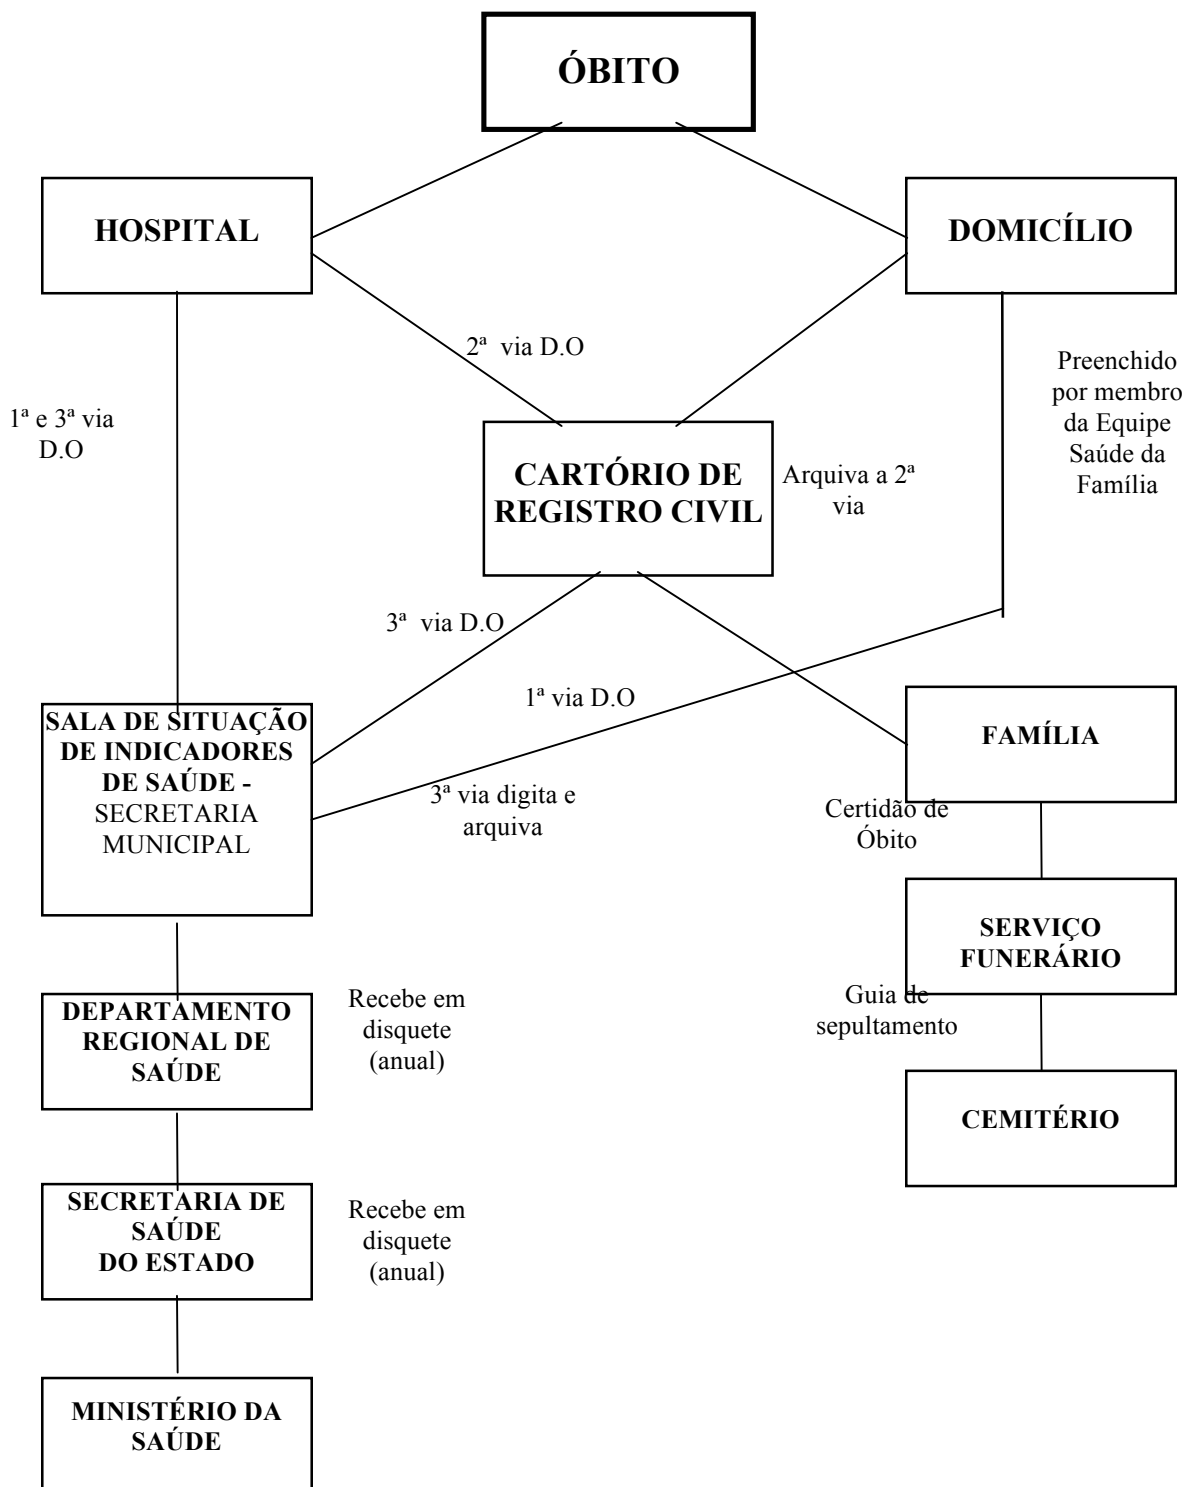 ÓBITO
HOSPITAL
DOMICÍLIO
2ª via D.O
Preenchido
por membro
da Equipe
Saúde da
Família
1ª e 3ª via
D.O
CARTÓRIO DE
REGISTRO CIVIL
Arquiva a 2ª
via
3ª via D.O
1ª via D.O
SALA DE SITUAÇÃO
DE INDICADORES
DE SAÚDE -
SECRETARIA
MUNICIPAL
FAMÍLIA
3ª via digita e
arquiva
Certidão de
Óbito
SERVIÇO
FUNERÁRIO
DEPARTAMENTO
REGIONAL DE
SAÚDE
Recebe em
disquete
(anual)
Guia de
sepultamento
CEMITÉRIO
SECRETARIA DE
SAÚDE
DO ESTADO
Recebe em
disquete
(anual)
MINISTÉRIO DA
SAÚDE